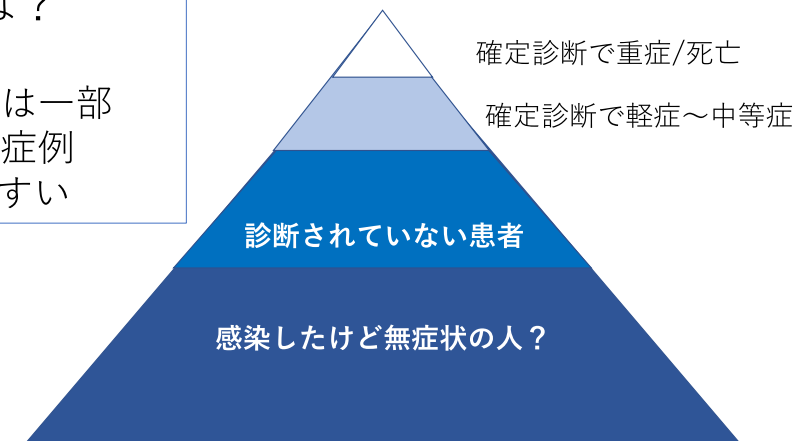 は？
は一部
症例
すい
確定診断で重症/死亡
確定診断で軽症～中等症
診断されていない患者
感染したけど無症状の人？